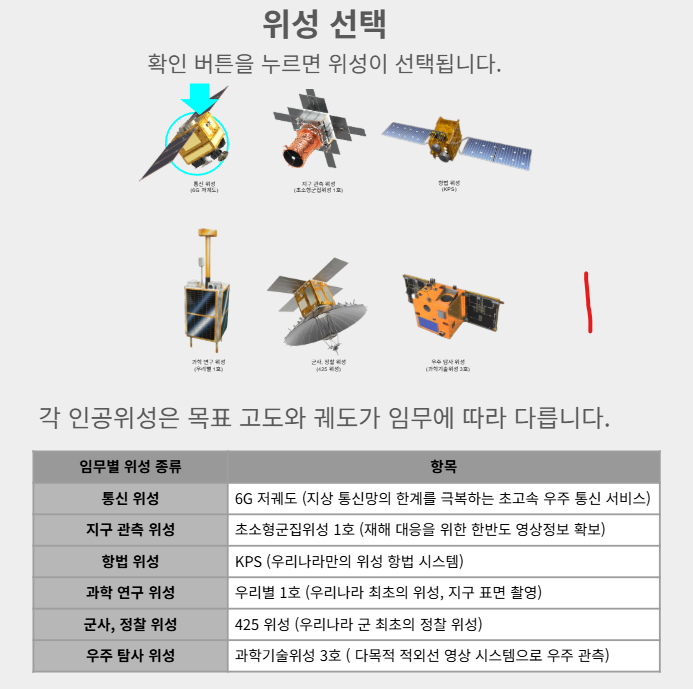 위성 선택
확인 버튼을 누르면 위성이 선택됩니다.
통신 위성
(6G 저궤도)
지구 관측 위성
(초소형군집위성 1호)
항법 위성
(KPS)
과학 연구 위성
(우리별 1호)
군사, 정찰 위성
(425 위성)
우주 탐사 위성
(과학기술위성 3호)
각 인공위성은 목표 고도와 궤도가 임무에 따라 다릅니다.
임무별 위성 종류 항목
통신 위성 6G 저궤도 (지상 통신망의 한계를 극복하는 초고속 우주 통신 서비스)
지구 관측 위성 초소형군집위성 1호 (재해 대응을 위한 한반도 영상정보 확보)
항법 위성 KPS (우리나라만의 위성 항법 시스템)
과학 연구 위성 우리별 1호 (우리나라 최초의 위성, 지구 표면 촬영)
군사, 정찰 위성 425 위성 (우리나라 군 최초의 정찰 위성)
우주 탐사 위성 과학기술위성 3호 ( 다목적 적외선 영상 시스템으로 우주 관측)